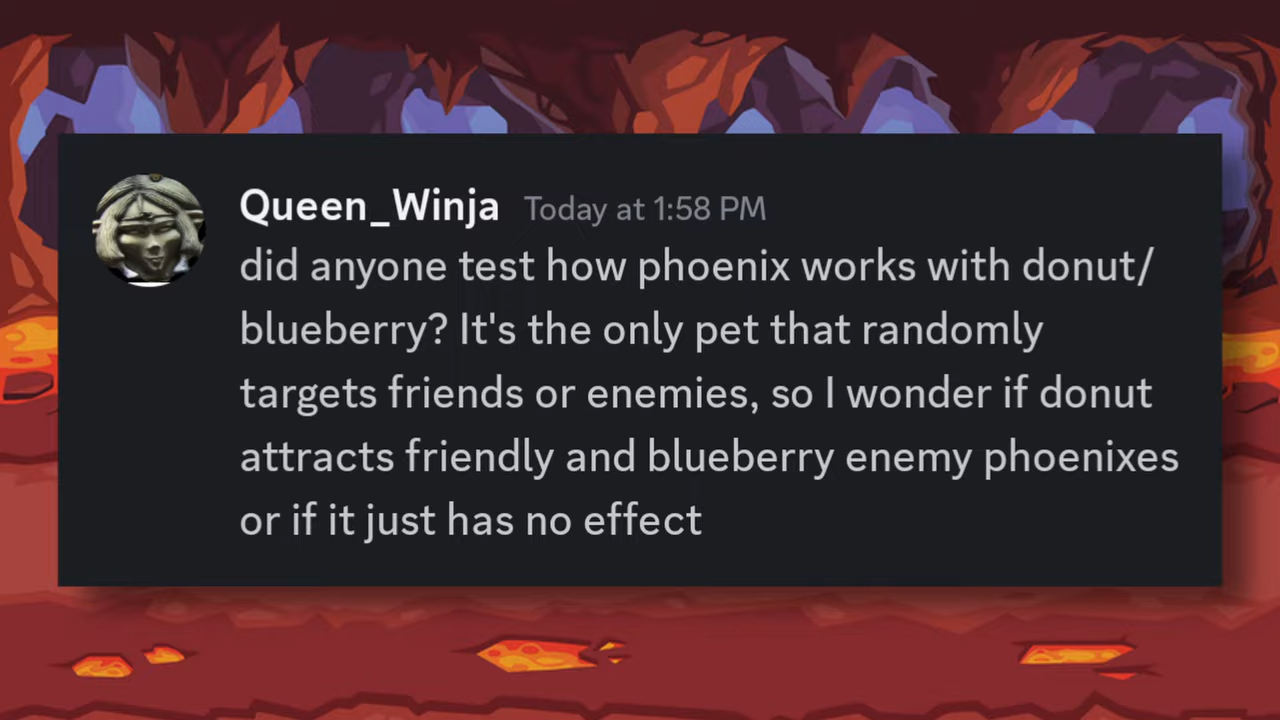 Queen_Winja Today at 1:58 PM
did anyone test how phoenix works with donut/
blueberry? It's the only pet that randomly
targets friends or enemies, so I wonder if donut
attracts friendly and blueberry enemy phoenixes
or if it just has no effect